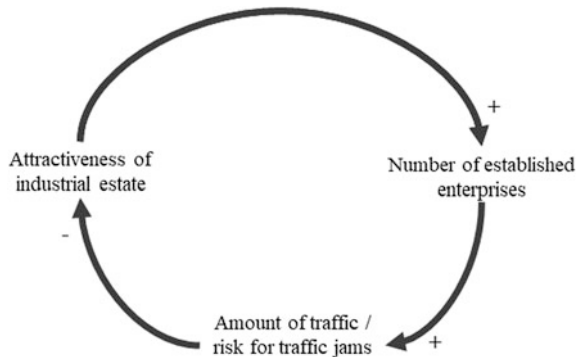 +
Attractiveness of
industrial estate
Number of established
enterprises
-
Amount of traffic /
risk for traffic jams
+